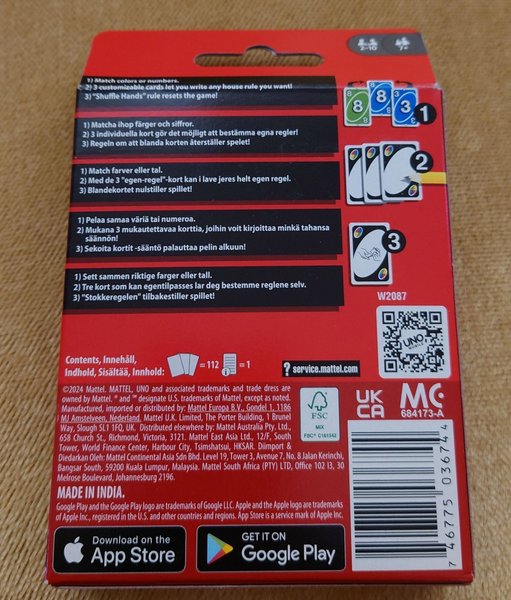 2-10 7+
1) Match colors or numbers.
2) 3 customizable cards let you write any house rule you want!
3) "Shuffle Hands" rule resets the game!
8 8 3 1
1) Matcha ihop färger och siffror.
2) 3 individuella kort gör det möjligt att bestämma egna regler!
3) Regeln om att blanda korten återställer spelet!
2
1) Match farver eller tal.
2) Med de 3 "egen-regel"-kort kan i lave jeres helt egen regel.
3) Blandekortet nulstiller spillet!
1) Pelaa samaa väriä tai numeroa.
2) Mukana 3 mukautettavaa korttia, joihin voit kirjoittaa minkä tahansa
säännön!
3) Sekoita kortit -sääntö palauttaa pelin alkuun!
3
1) Sett sammen riktige farger eller tall.
2) Tre kort som kan egentilpasses lar deg bestemme reglene selv.
3) "Stokkeregelen" tilbakestiller spillet!
W2087
UNO
Contents, Innehåll,
Indhold, Sisältää, Innhold: = 112 = 1
? service.mattel.com
©2024 Mattel. MATTEL, UNO and associated trademarks and trade dress are
owned by Mattel. ® and ™ designate U.S. trademarks of Mattel, except as noted.
Manufactured, imported or distributed by: Mattel Europa B.V., Gondel 1, 1186
MJ Amstelveen, Nederland. Mattel U.K. Limited, The Porter Building, 1 Brunel
Way, Slough SL1 1FQ, UK. Distributed elsewhere by: Mattel Australia Pty. Ltd.,
658 Church St., Richmond, Victoria, 3121. Mattel East Asia Ltd., 12/F, South
Tower, World Finance Center, Harbour City, Tsimshatsui, HKSAR. Diimport &
Diedarkan Oleh: Mattel Continental Asia Sdn Bhd. Level 19, Tower 3, Avenue 7, No. 8 Jalan Kerinchi,
Bangsar South, 59200 Kuala Lumpur, Malaysia. Mattel South Africa (PTY) LTD, Office 102 I3, 30
Melrose Boulevard, Johannesburg 2196.
FSC
MIX
FSC® C161542
UK
CA
MC
684173-A
MADE IN INDIA.
Google Play and the Google Play logo are trademarks of Google LLC. Apple and the Apple logo are trademarks
of Apple Inc., registered in the U.S. and other countries and regions. App Store is a service mark of Apple Inc.
Download on the
App Store
GET IT ON
Google Play
7 46775 03674 4